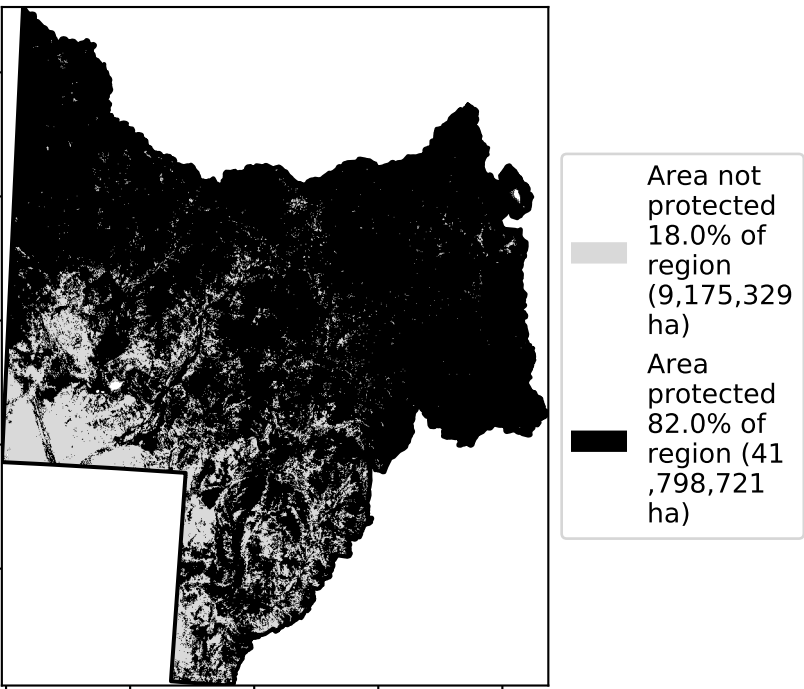 Area not
protected
18.0% of
region
(9,175,329
ha)
Area
protected
82.0% of
region (41
,798,721
ha)